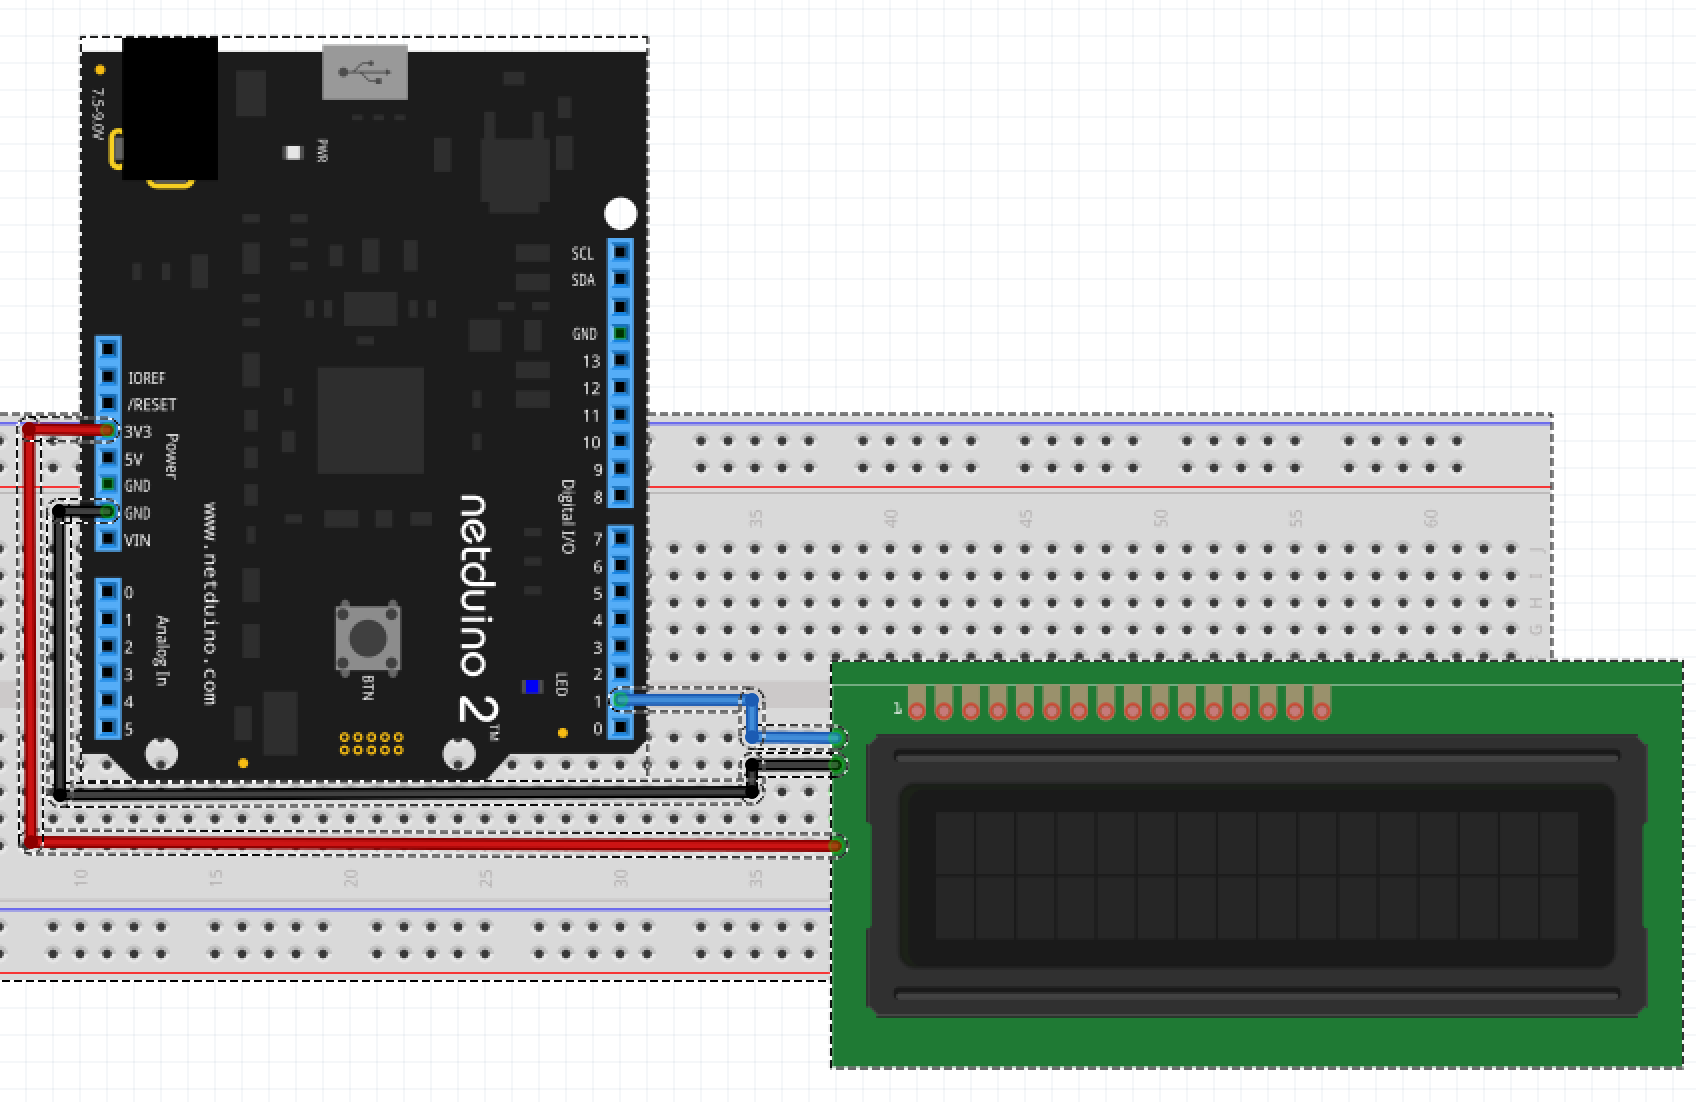 7.5-9.0V
PWR
SCL
SDA
GND
13
12
11
10
9
8
IOREF
/RESET
3V3
5V
GND
GND
VIN
Power
Digital I/O
www.netduino.com
netduino 2™
7
6
5
4
3
2
1
0
0
1
2
3
4
5
Analog In
BTN
LED
35
40
45
50
55
60
J
I
H
G
1
10
15
20
25
30
35